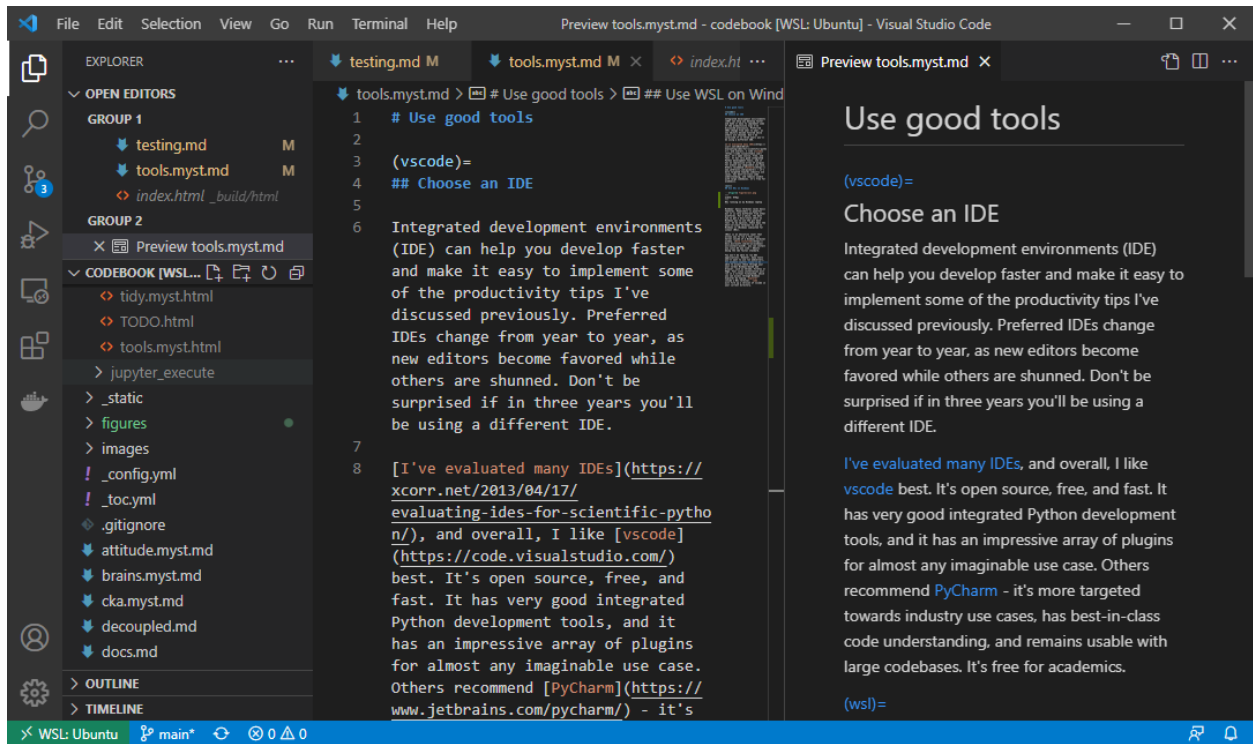 File Edit Selection View Go Run Terminal Help Preview tools.myst.md - codebook [WSL: Ubuntu] - Visual Studio Code
EXPLORER
OPEN EDITORS
GROUP 1
testing.md M
tools.myst.md M
index.html _build/html
GROUP 2
Preview tools.myst.md
CODEBOOK [WSL...
tidy.myst.html
TODO.html
tools.myst.html
jupyter_execute
_static
figures
images
_config.yml
_toc.yml
.gitignore
attitude.myst.md
brains.myst.md
cka.myst.md
decoupled.md
docs.md
OUTLINE
TIMELINE
3
testing.md M tools.myst.md M index.ht ...
tools.myst.md > # Use good tools > ## Use WSL on Wind
1 # Use good tools
2
3 (vscode)=
4 ## Choose an IDE
5
6 Integrated development environments
(IDE) can help you develop faster
and make it easy to implement some
of the productivity tips I've
discussed previously. Preferred
IDEs change from year to year, as
new editors become favored while
others are shunned. Don't be
surprised if in three years you'll
be using a different IDE.
7
8 [I've evaluated many IDEs](https://
xcorr.net/2013/04/17/
evaluating-ides-for-scientific-pytho
n/), and overall, I like [vscode]
(https://code.visualstudio.com/)
best. It's open source, free, and
fast. It has very good integrated
Python development tools, and it
has an impressive array of plugins
for almost any imaginable use case.
Others recommend [PyCharm](https://
www.jetbrains.com/pycharm/) - it's
Preview tools.myst.md
Use good tools
(vscode)=
Choose an IDE
Integrated development environments (IDE)
can help you develop faster and make it easy to
implement some of the productivity tips I've
discussed previously. Preferred IDEs change
from year to year, as new editors become
favored while others are shunned. Don't be
surprised if in three years you'll be using a
different IDE.
I've evaluated many IDEs, and overall, I like
vscode best. It's open source, free, and fast. It
has very good integrated Python development
tools, and it has an impressive array of plugins
for almost any imaginable use case. Others
recommend PyCharm - it's more targeted
towards industry use cases, has best-in-class
code understanding, and remains usable with
large codebases. It's free for academics.
(wsl)=
WSL: Ubuntu main* 0 0